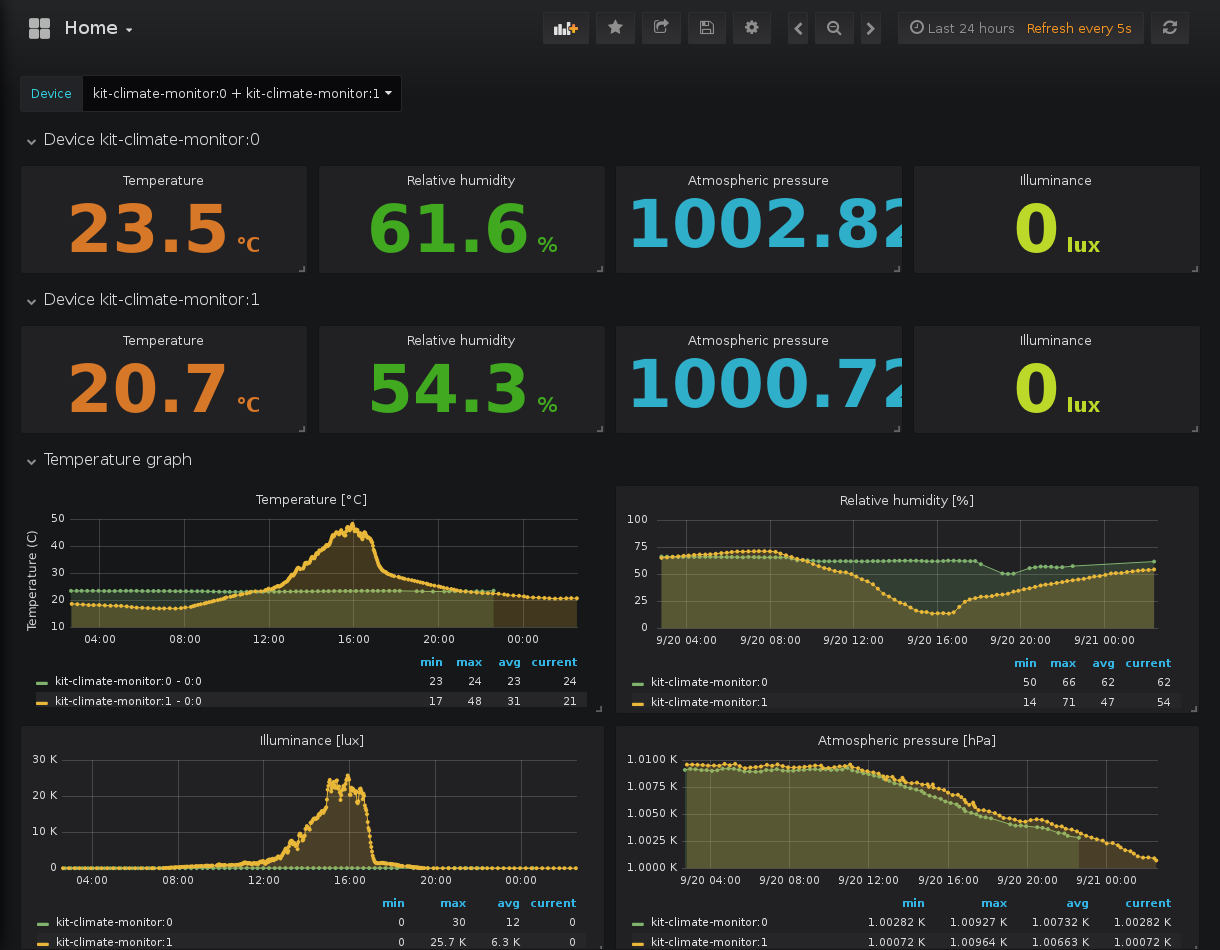 Home
Last 24 hours Refresh every 5s
Device kit-climate-monitor:0 + kit-climate-monitor:1
Device kit-climate-monitor:0
Temperature Relative humidity Atmospheric pressure Illuminance
23.5 °C 61.6 % 1002.82 0 lux
Device kit-climate-monitor:1
Temperature Relative humidity Atmospheric pressure Illuminance
20.7 °C 54.3 % 1000.72 0 lux
Temperature graph
Temperature [°C]
Temperature (C)
50
40
30
20
10
04:00 08:00 12:00 16:00 20:00 00:00
min max avg current
kit-climate-monitor:0 - 0:0 23 24 23 24
kit-climate-monitor:1 - 0:0 17 48 31 21
Relative humidity [%]
100
75
50
25
0
9/20 04:00 9/20 08:00 9/20 12:00 9/20 16:00 9/20 20:00 9/21 00:00
min max avg current
kit-climate-monitor:0 50 66 62 62
kit-climate-monitor:1 14 71 47 54
Illuminance [lux]
30 K
20 K
10 K
0
04:00 08:00 12:00 16:00 20:00 00:00
min max avg current
kit-climate-monitor:0 0 30 12 0
kit-climate-monitor:1 0 25.7 K 6.3 K 0
Atmospheric pressure [hPa]
1.0100 K
1.0075 K
1.0050 K
1.0025 K
1.0000 K
9/20 04:00 9/20 08:00 9/20 12:00 9/20 16:00 9/20 20:00 9/21 00:00
min max avg current
kit-climate-monitor:0 1.00282 K 1.00927 K 1.00732 K 1.00282 K
kit-climate-monitor:1 1.00072 K 1.00964 K 1.00663 K 1.00072 K